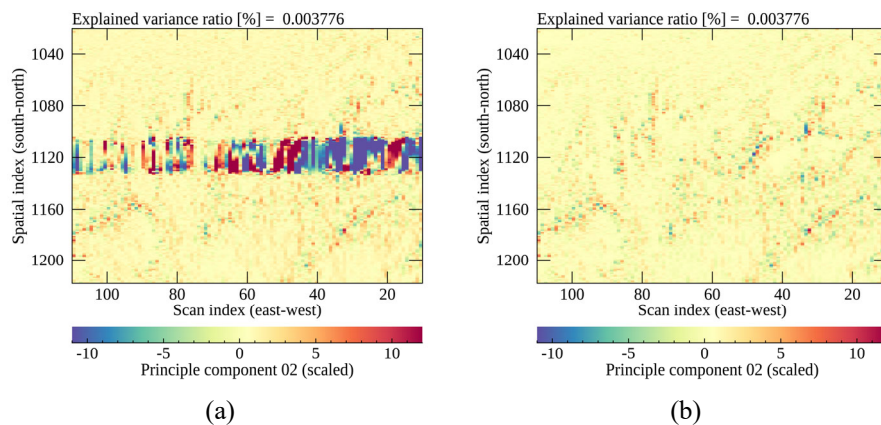 Explained variance ratio [%] = 0.003776
1040
1080
1120
1160
1200
Spatial index (south-north)
100 80 60 40 20
Scan index (east-west)
-10 -5 0 5 10
Principle component 02 (scaled)
(a)
Explained variance ratio [%] = 0.003776
1040
1080
1120
1160
1200
Spatial index (south-north)
100 80 60 40 20
Scan index (east-west)
-10 -5 0 5 10
Principle component 02 (scaled)
(b)